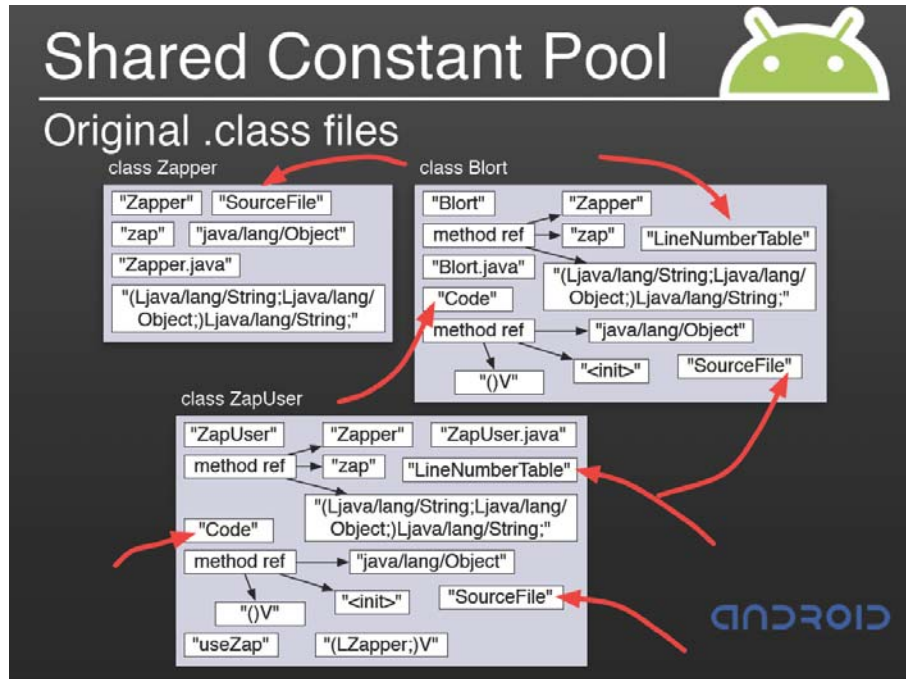 Shared Constant Pool
Original .class files
class Zapper
"Zapper" "SourceFile"
"zap" "java/lang/Object"
"Zapper.java"
"(Ljava/lang/String;Ljava/lang/
Object;)Ljava/lang/String;"
class Blort
"Blort" "Zapper"
method ref "zap" "LineNumberTable"
"Blort.java" "(Ljava/lang/String;Ljava/lang/
Object;)Ljava/lang/String;"
"Code"
method ref "java/lang/Object"
"()V" "<init>" "SourceFile"
class ZapUser
"ZapUser" "Zapper" "ZapUser.java"
method ref "zap" "LineNumberTable"
"(Ljava/lang/String;Ljava/lang/
Object;)Ljava/lang/String;"
"Code"
method ref "java/lang/Object"
"()V" "<init>" "SourceFile"
"useZap" "(LZapper;)V"
ANDROID